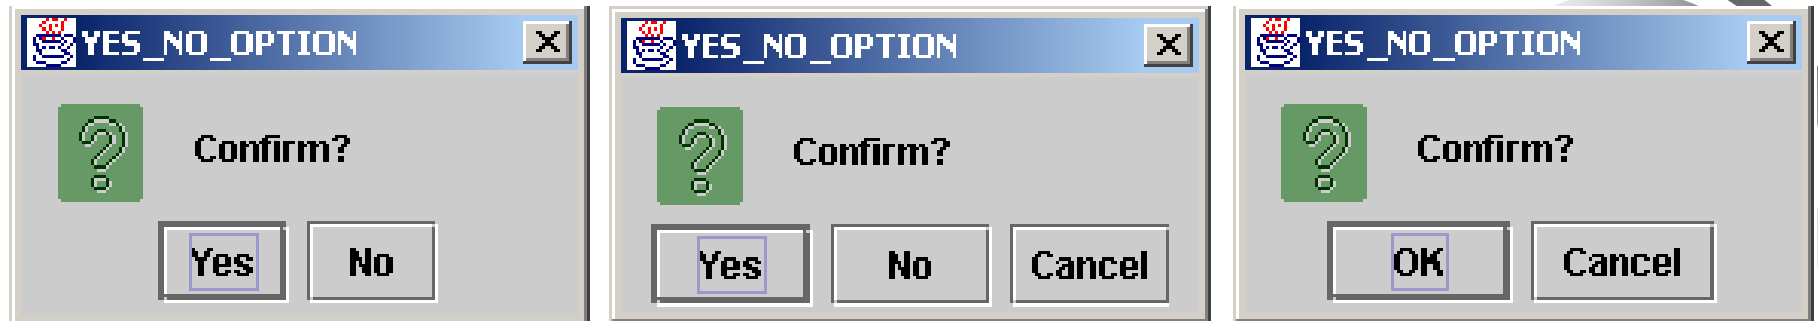 YES_NO_OPTION
Confirm?
Yes No
YES_NO_OPTION
Confirm?
Yes No Cancel
YES_NO_OPTION
Confirm?
OK Cancel